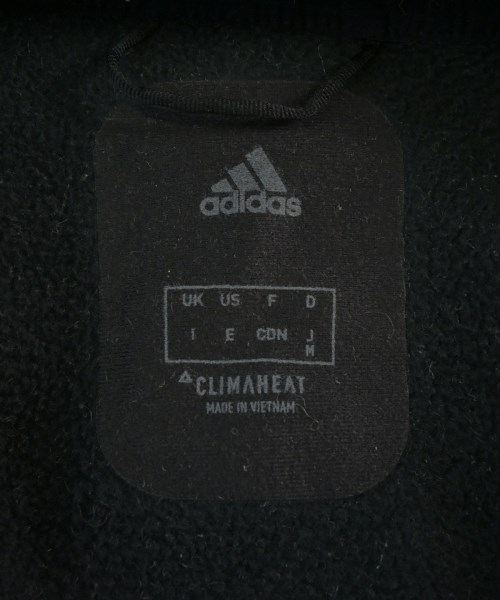 adidas
UK US F D
I E CDN J
M
CLIMAHEAT
MADE IN VIETNAM